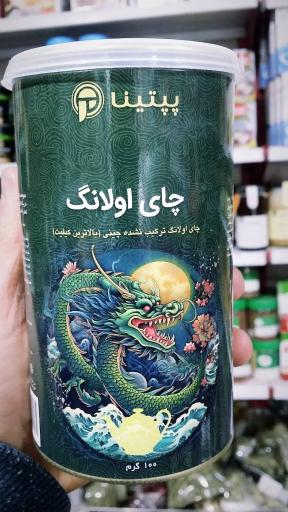 پپتینا
چای اولانگ
چای اولانگ ترکیب نشده چینی (بالاترین کیفیت)
۱۰۰ گرم